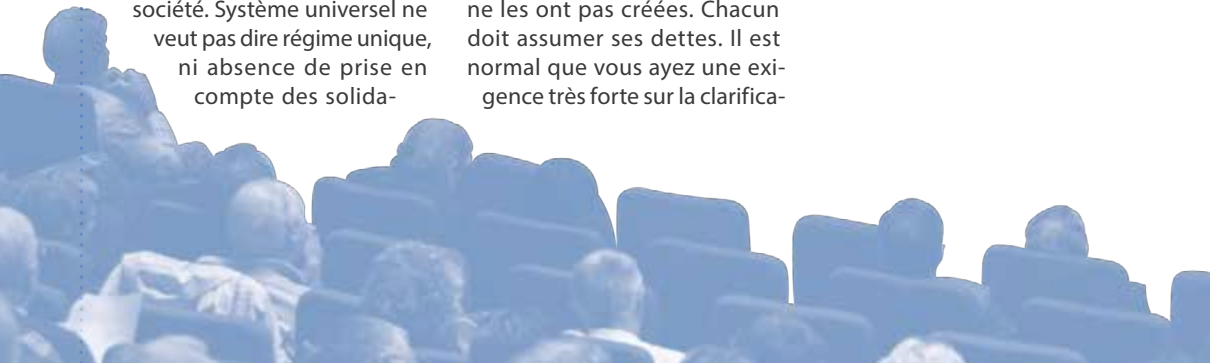 société. Système universel ne
veut pas dire régime unique,
ni absence de prise en
compte des solida-
ne les ont pas créées. Chacun
doit assumer ses dettes. Il est
normal que vous ayez une exi-
gence très forte sur la clarifica-